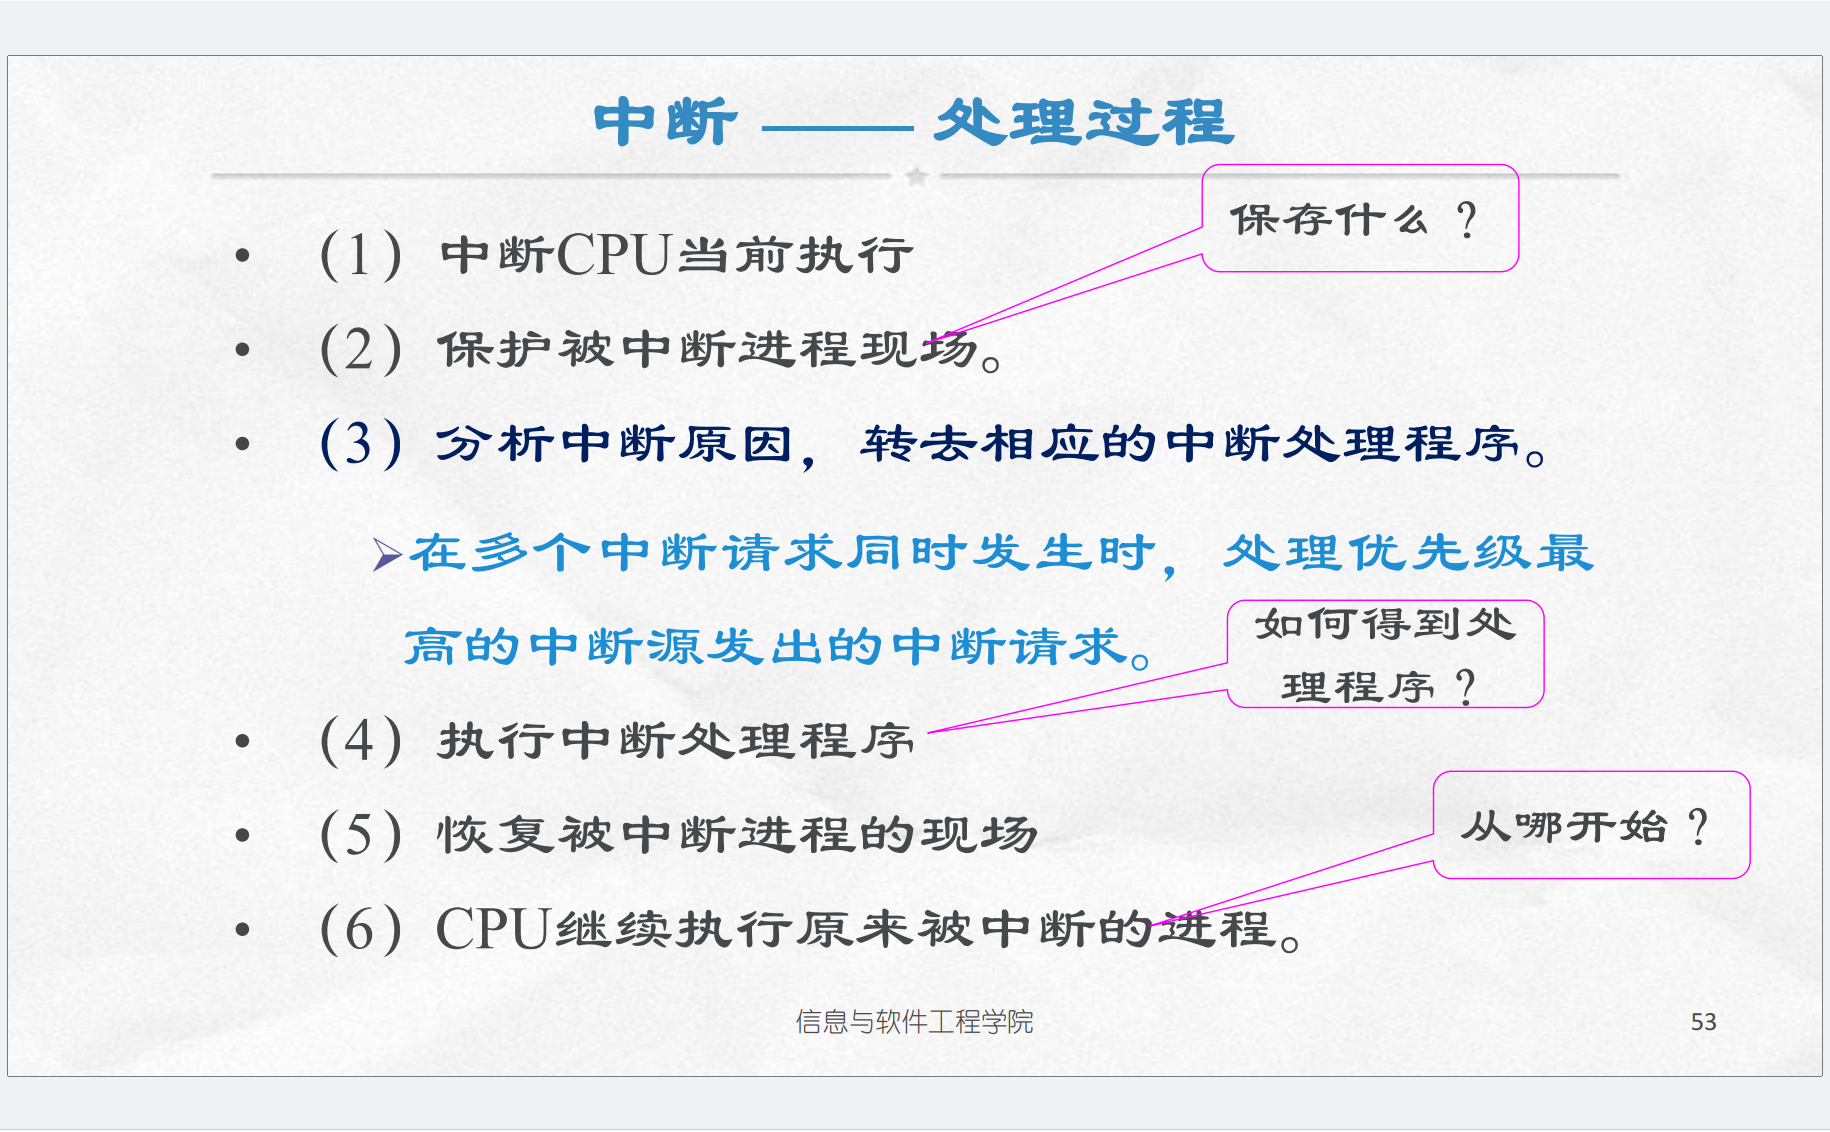 中断 —— 处理过程
保存什么？
• （1）中断CPU当前执行
• （2）保护被中断进程现场。
• （3）分析中断原因，转去相应的中断处理程序。
➢在多个中断请求同时发生时，处理优先级最
高的中断源发出的中断请求。
如何得到处
理程序？
• （4）执行中断处理程序
• （5）恢复被中断进程的现场
从哪开始？
• （6）CPU继续执行原来被中断的进程。
信息与软件工程学院
53